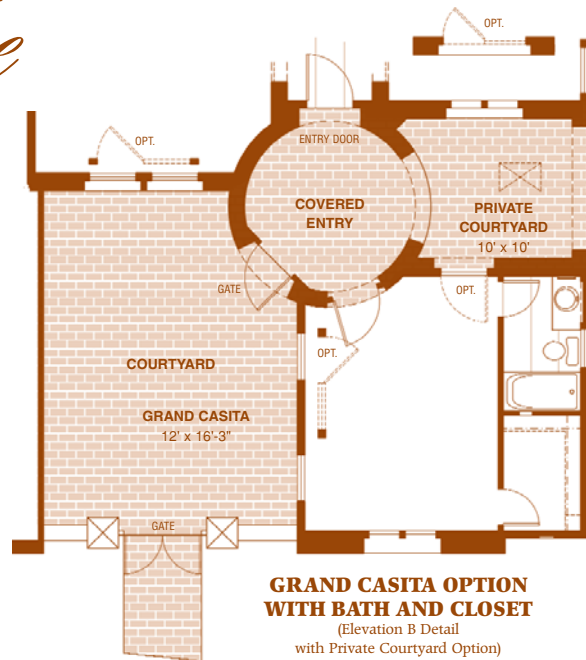 OPT.
OPT.
ENTRY DOOR
COVERED
ENTRY
PRIVATE
COURTYARD
10' x 10'
GATE
OPT.
OPT.
COURTYARD
GRAND CASITA
12' x 16'-3"
GATE
GRAND CASITA OPTION
WITH BATH AND CLOSET
(Elevation B Detail
with Private Courtyard Option)